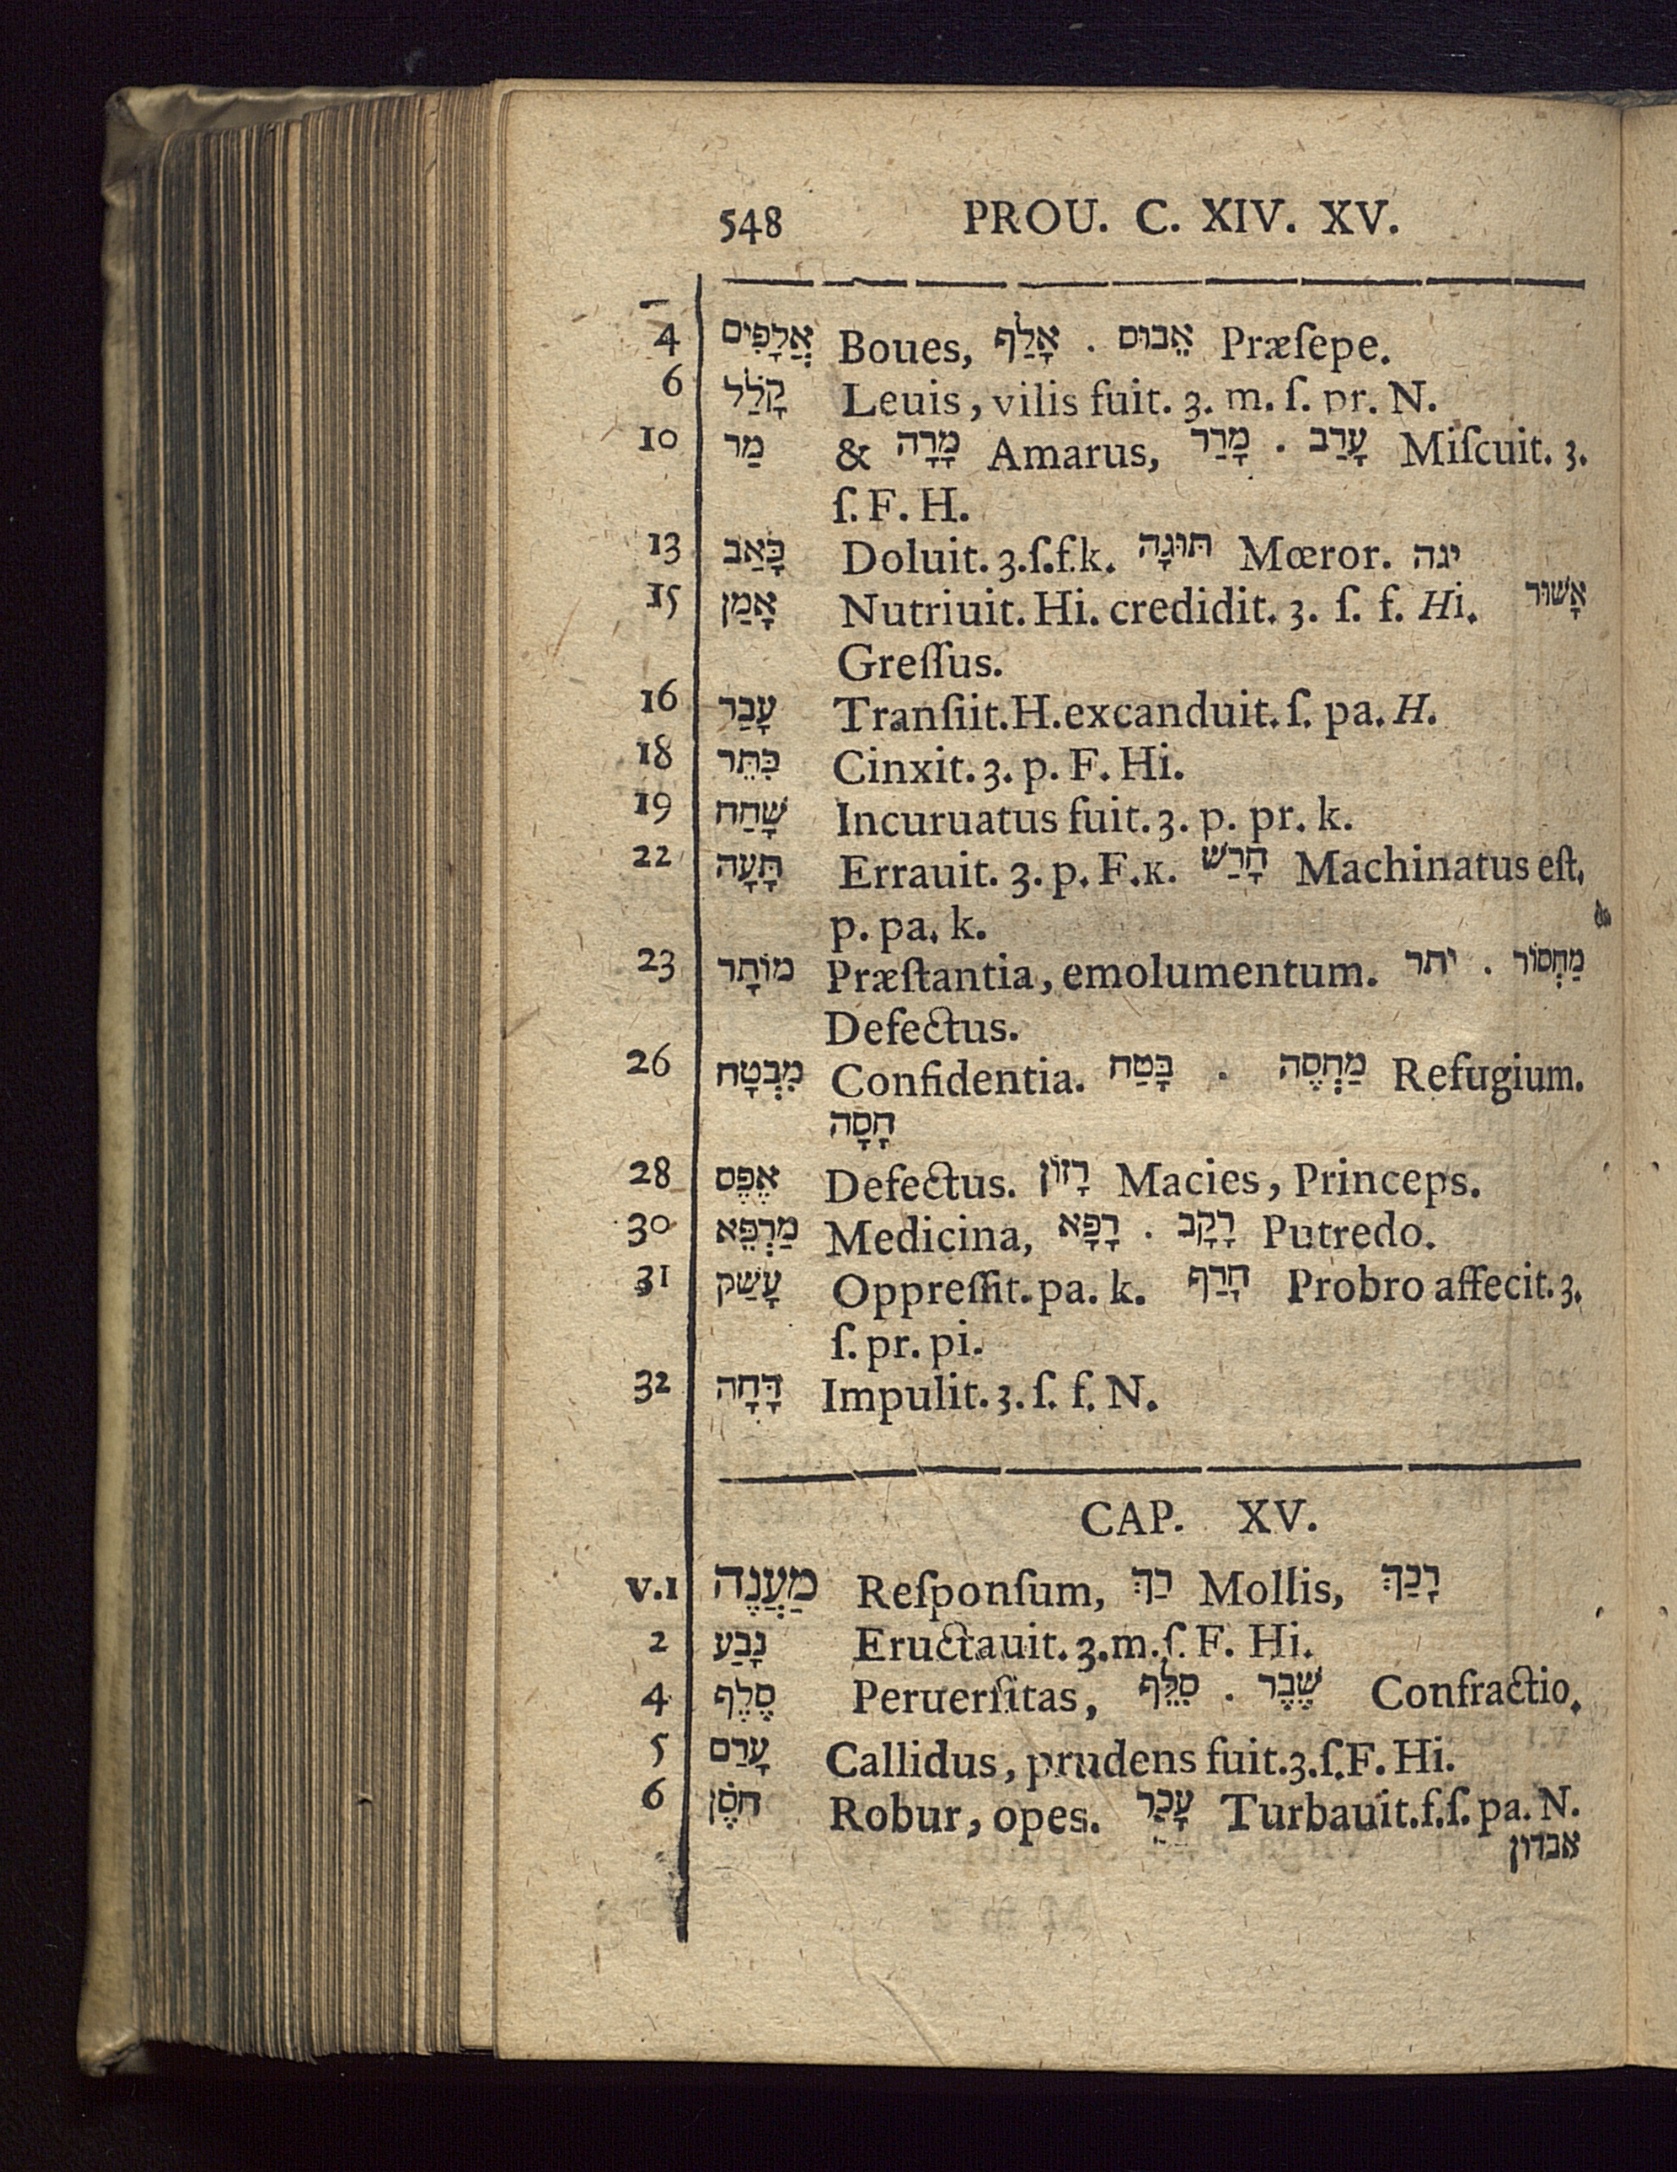 548 PROU. C. XIV. XV.
4 אֲלָפִים Boues, אָלַף . אֵבוּס Præſepe.
6 קָלַל Leuis, vilis fuit. 3. m. ſ. pr. N.
10 מַר & מָרָה Amarus, מָרַר . עָרַב Miſcuit. 3.
ſ. F. H.
13 כָּאַב Doluit. 3.ſ.f.k. תּוּגָה Mœror. יגה
15 אָמַן Nutriuit. Hi. credidit. 3. ſ. f. Hi. אָשׁוּר
Greſſus.
16 עָבַר Tranſiit. H. excanduit. ſ. pa. H.
18 כִּתֵּר Cinxit. 3. p. F. Hi.
19 שָׁחַח Incuruatus fuit. 3. p. pr. k.
22 תָּעָה Errauit. 3. p. F.K. חָרַשׁ Machinatus eſt,
p. pa. k.
23 מוֹתָר Præſtantia, emolumentum. יתר . מַחְסוֹר
Defectus.
26 מִבְטָח Confidentia. בָּטַח . מַחְסֶה Refugium.
חָסָה
28 אֶפֶס Defectus. רָזוֹן Macies, Princeps.
30 מַרְפֵּא Medicina, רָפָא . רָקָב Putredo.
31 עָשַׁק Oppreſſit. pa. k. חָרַף Probro affecit. 3.
ſ. pr. pi.
32 דָּחָה Impulit. 3. ſ. f. N.
CAP. XV.
v.1 מַעֲנֶה Reſponſum, רַךְ Mollis, רָכַךְ
2 נָבַע Eructauit. 3.m.ſ. F. Hi.
4 סֶלֶף Peruerſitas, סִלֵּף . שֶׁבֶר Confractio.
5 עָרַם Callidus, prudens fuit. 3.ſ.F. Hi.
6 חֹסֶן Robur, opes. עָכַר Turbauit.f.ſ. pa. N.
אבדון